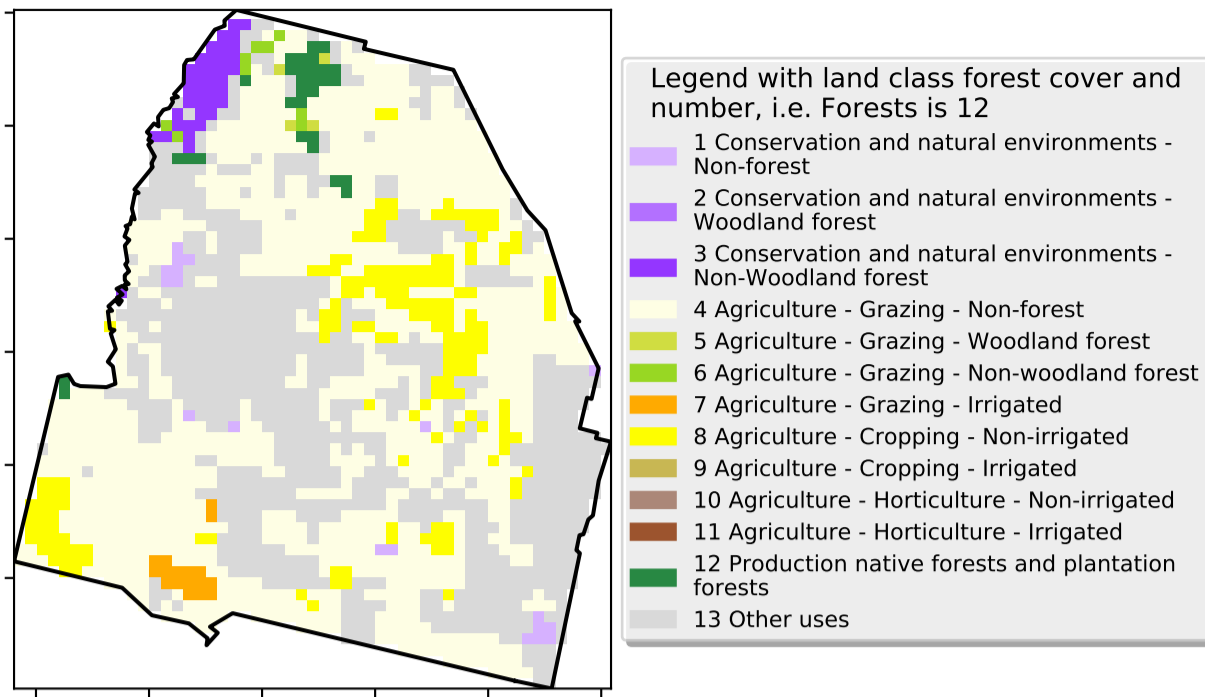 Legend with land class forest cover and
number, i.e. Forests is 12
1 Conservation and natural environments -
Non-forest
2 Conservation and natural environments -
Woodland forest
3 Conservation and natural environments -
Non-Woodland forest
4 Agriculture - Grazing - Non-forest
5 Agriculture - Grazing - Woodland forest
6 Agriculture - Grazing - Non-woodland forest
7 Agriculture - Grazing - Irrigated
8 Agriculture - Cropping - Non-irrigated
9 Agriculture - Cropping - Irrigated
10 Agriculture - Horticulture - Non-irrigated
11 Agriculture - Horticulture - Irrigated
12 Production native forests and plantation
forests
13 Other uses